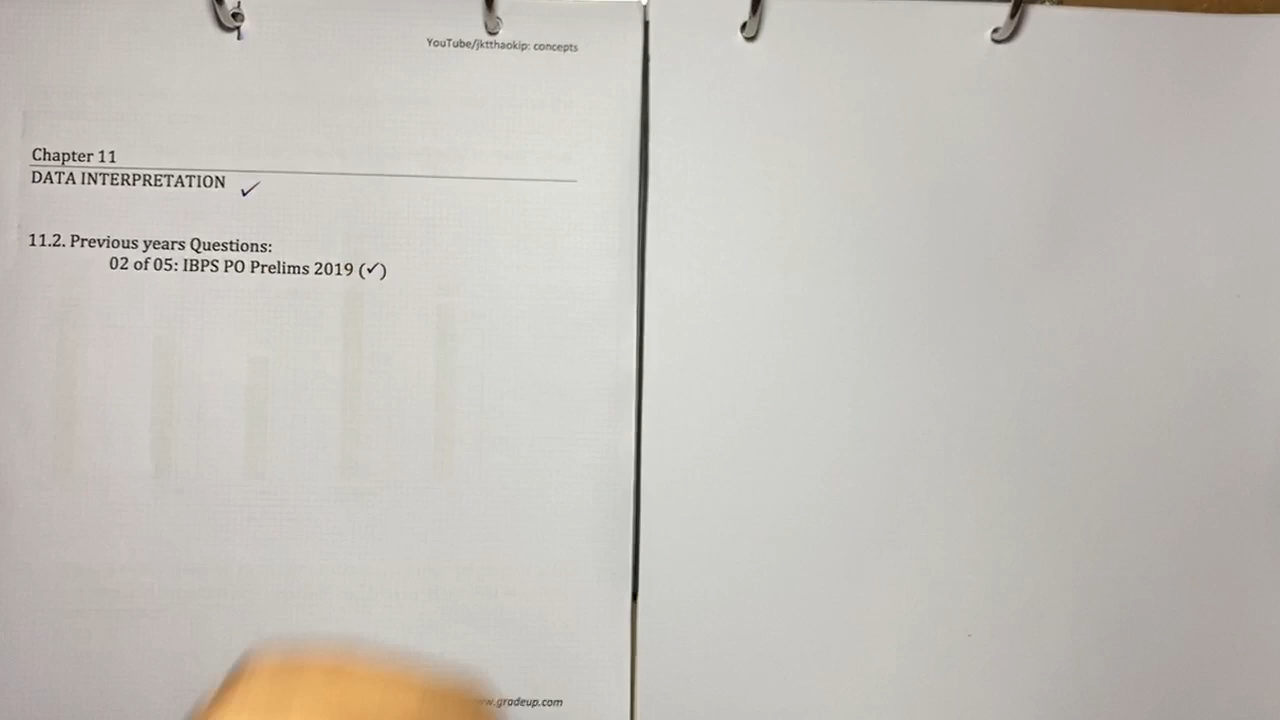 YouTube/jktthaokip: concepts
Chapter 11
DATA INTERPRETATION ✓
11.2. Previous years Questions:
02 of 05: IBPS PO Prelims 2019 (✓)
w.gradeup.com